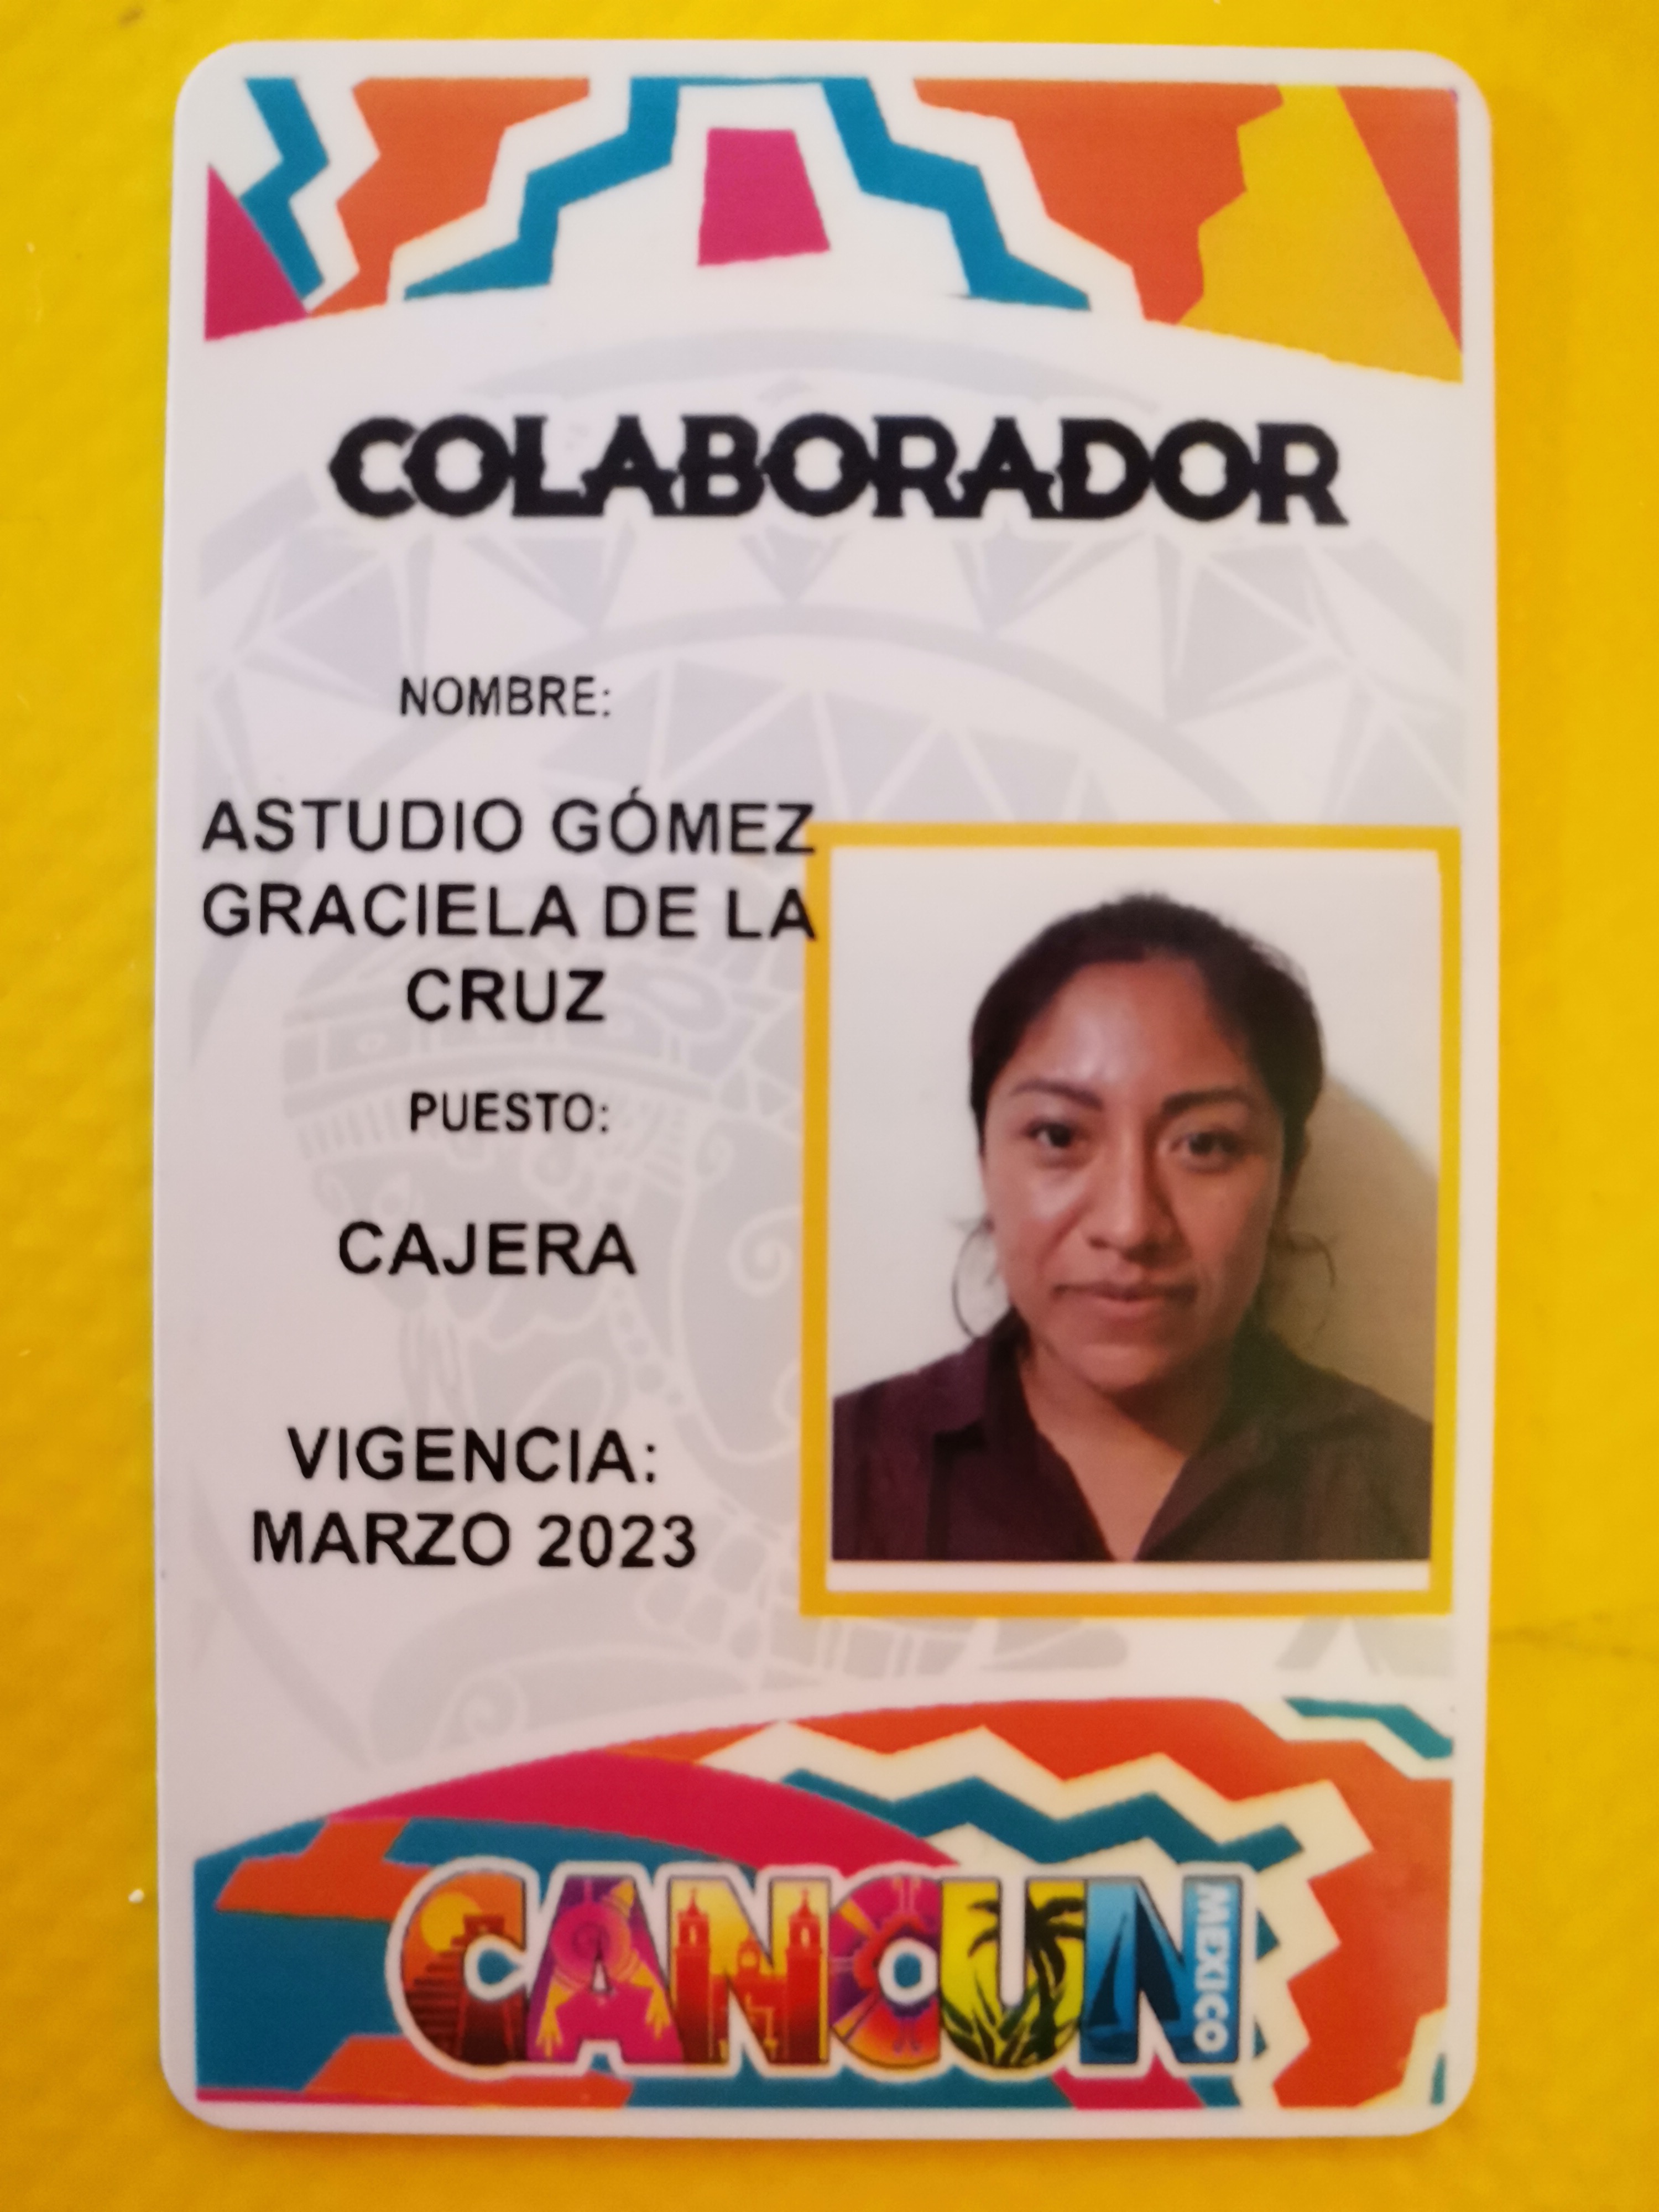 COLABORADOR
NOMBRE:
ASTUDIO GÓMEZ
GRACIELA DE LA
CRUZ
PUESTO:
CAJERA
VIGENCIA:
MARZO 2023
CANCUN
MEXICO